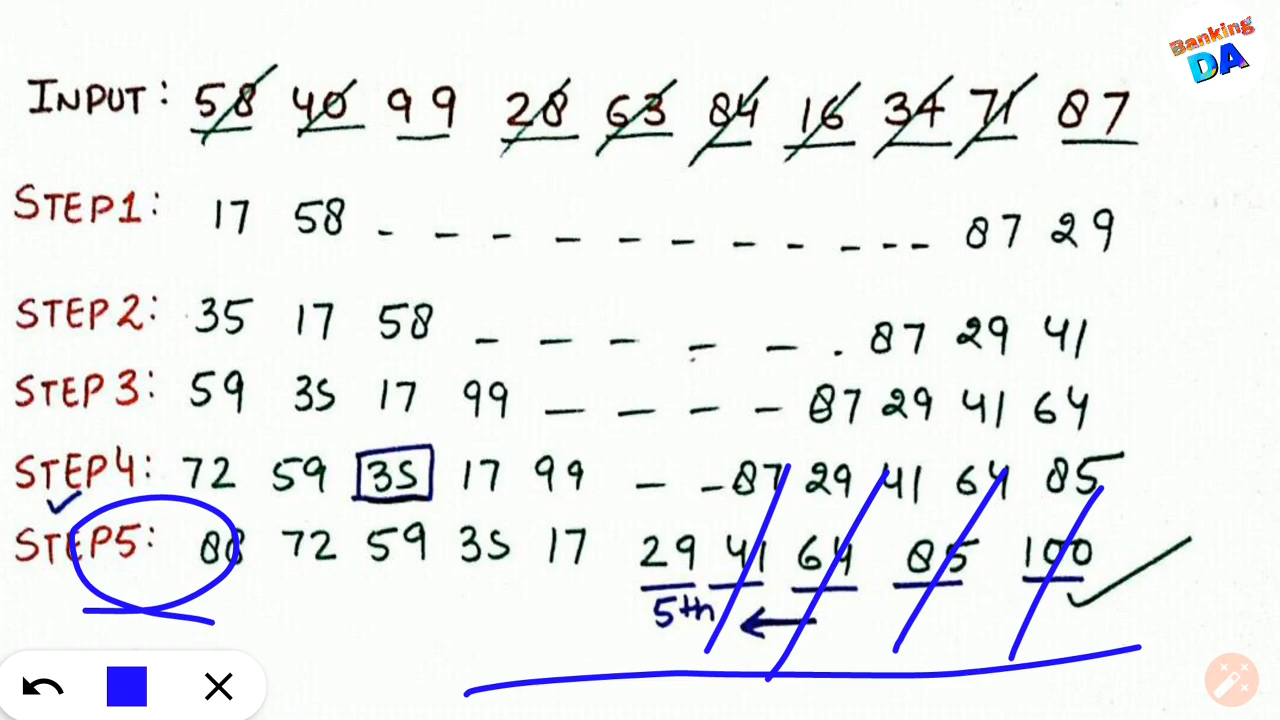 Banking
DA
INPUT: 58 40 99 28 63 84 16 34 71 87
STEP1: 17 58 - - - - - - - - - - - 87 29
STEP2: 35 17 58 - - - - - . 87 29 41
STEP3: 59 35 17 99 - - - - 87 29 41 64
STEP4: 72 59 35 17 99 - - 87 29 41 64 85
STEP5: 88 72 59 35 17 29 41 64 85 100
5th